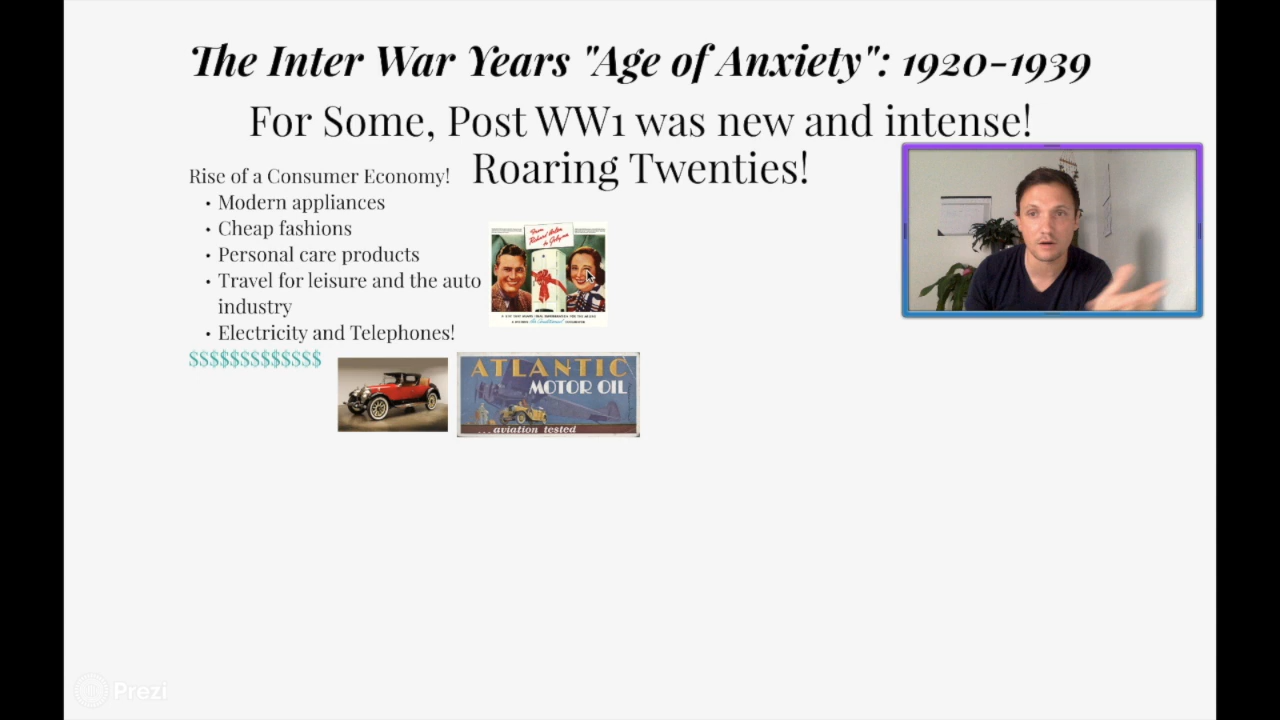 The Inter War Years "Age of Anxiety": 1920-1939
For Some, Post WW1 was new and intense!
Roaring Twenties!
Rise of a Consumer Economy!
• Modern appliances
• Cheap fashions
• Personal care products
• Travel for leisure and the auto
industry
• Electricity and Telephones!
$$$$$$$$$$$$$
ATLANTIC
MOTOR OIL
...aviation tested
Prezi